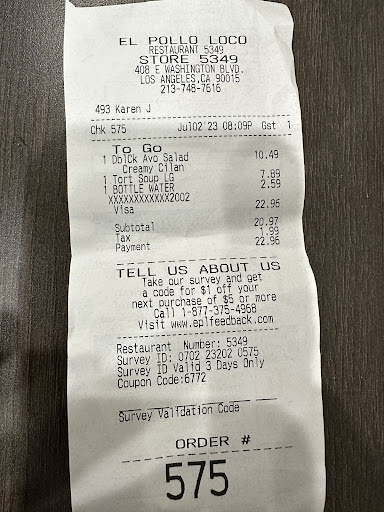 EL POLLO LOCO
RESTAURANT 5349
STORE 5349
408 E WASHINGTON BLVD.
LOS ANGELES,CA 90015
213-748-7616
493 Karen J
Chk 575 Jul02'23 08:09P Gst 1
To Go
1 DblCk Avo Salad 10.49
Creamy Cilan
1 Tort Soup LG 7.89
1 BOTTLE WATER 2.59
XXXXXXXXXXXX2002
Visa 22.96
Subtotal 20.97
Tax 1.99
Payment 22.96
TELL US ABOUT US
Take our survey and get
a code for $1 off your
next purchase of $5 or more
Call 1-877-375-4968
Visit www.eplfeedback.com
Restaurant Number: 5349
Survey ID: 0702 23202 0575
Survey ID Valid 3 Days Only
Coupon Code:6772
Survey Validation Code
ORDER #
575